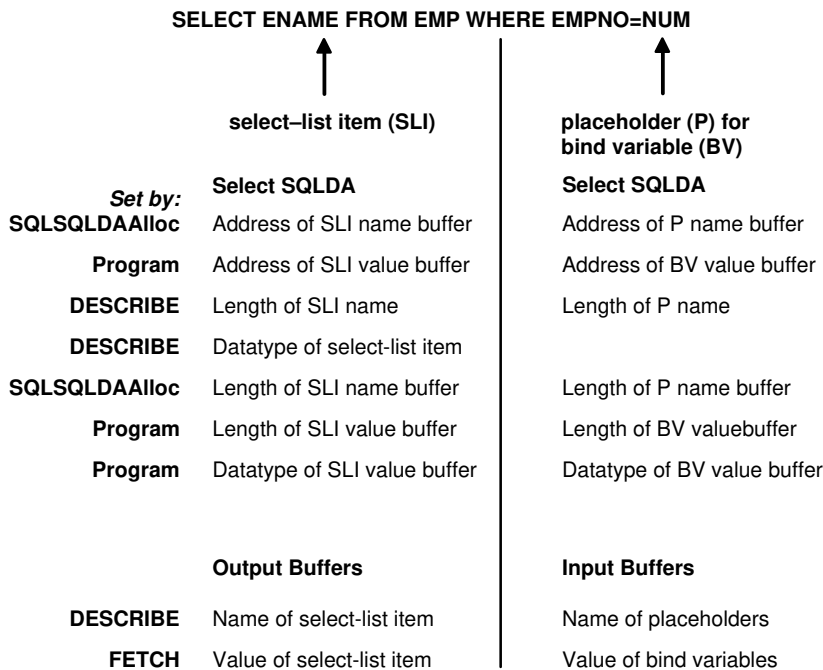 SELECT ENAME FROM EMP WHERE EMPNO=NUM
select–list item (SLI)
placeholder (P) for
bind variable (BV)
Set by:
Select SQLDA
Select SQLDA
SQLSQLDAAlloc Address of SLI name buffer Address of P name buffer
Program Address of SLI value buffer Address of BV value buffer
DESCRIBE Length of SLI name Length of P name
DESCRIBE Datatype of select-list item
SQLSQLDAAlloc Length of SLI name buffer Length of P name buffer
Program Length of SLI value buffer Length of BV valuebuffer
Program Datatype of SLI value buffer Datatype of BV value buffer
Output Buffers Input Buffers
DESCRIBE Name of select-list item Name of placeholders
FETCH Value of select-list item Value of bind variables